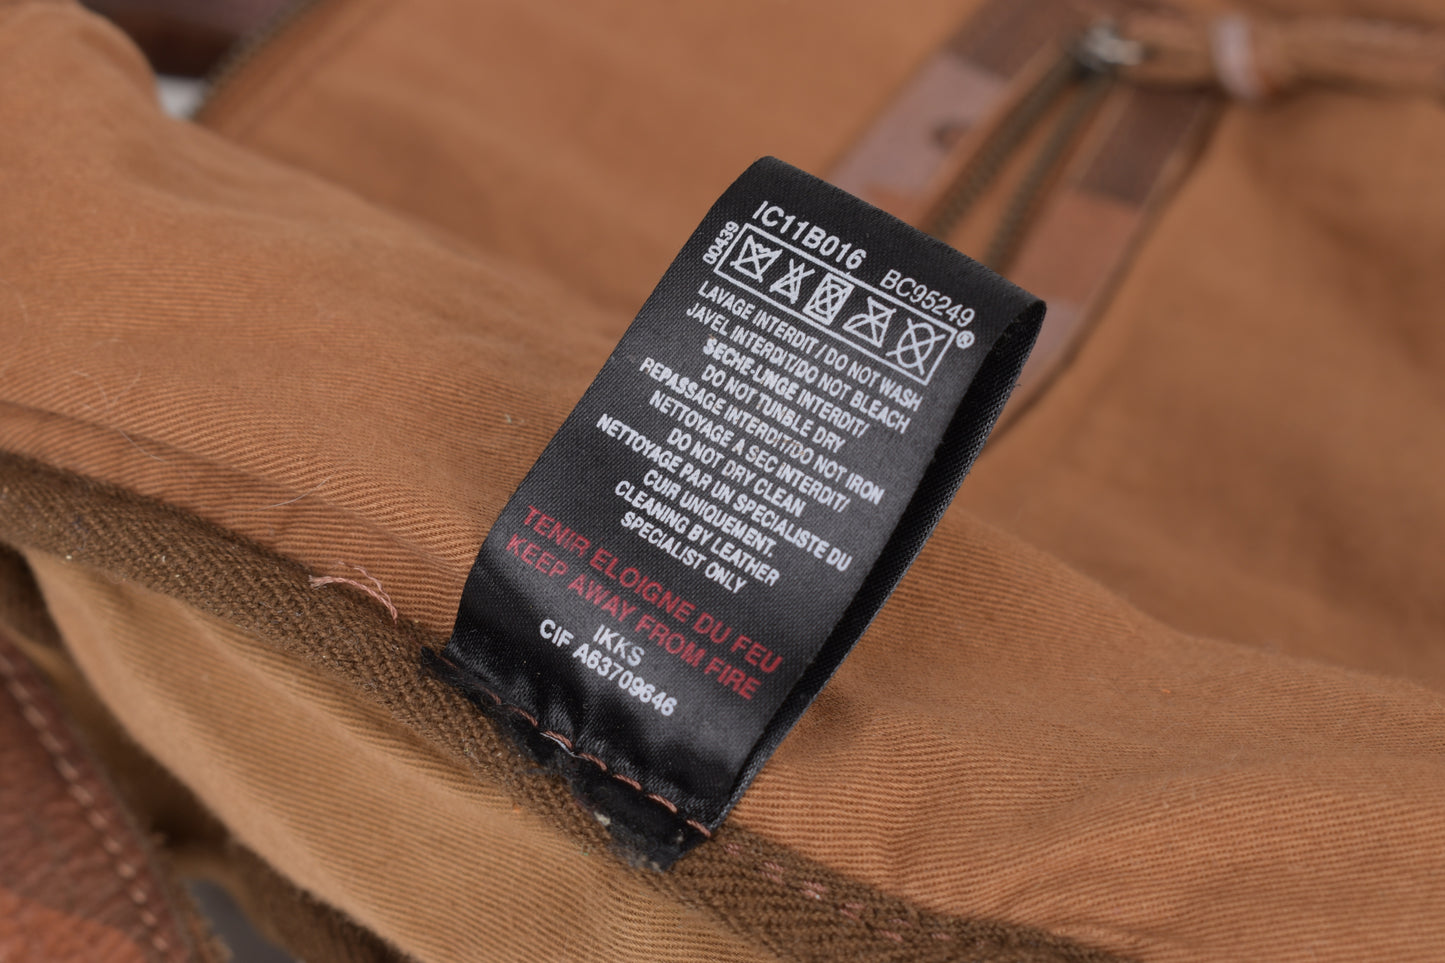 IC11B016 BC95249
00439
®
LAVAGE INTERDIT / DO NOT WASH
JAVEL INTERDIT/DO NOT BLEACH
SECHE-LINGE INTERDIT/
DO NOT TUNBLE DRY
REPASSAGE INTERDIT/DO NOT IRON
NETTOYAGE A SEC INTERDIT/
DO NOT DRY CLEAN
NETTOYAGE PAR UN SPECIALISTE DU
CUIR UNIQUEMENT.
CLEANING BY LEATHER
SPECIALIST ONLY
TENIR ELOIGNE DU FEU
KEEP AWAY FROM FIRE
IKKS
CIF A63709646